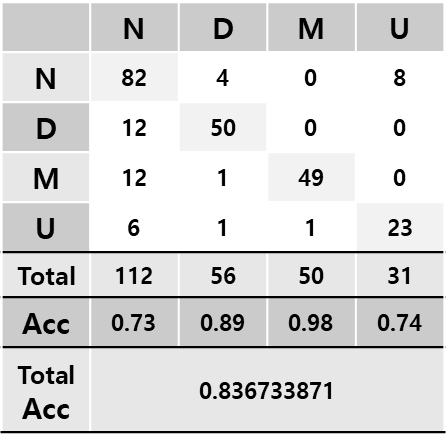 N D M U
N 82 4 0 8
D 12 50 0 0
M 12 1 49 0
U 6 1 1 23
Total 112 56 50 31
Acc 0.73 0.89 0.98 0.74
Total
Acc 0.836733871